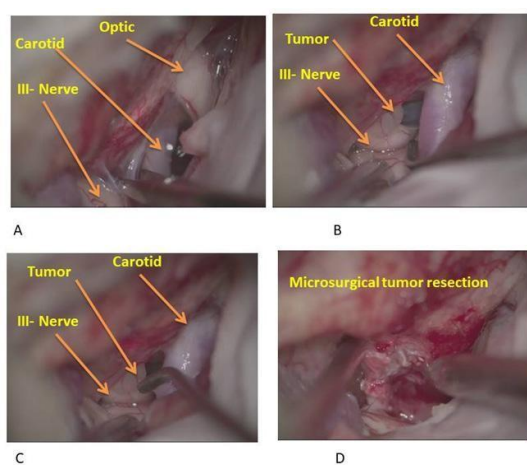 Optic
Carotid
III- Nerve
A
Carotid
Tumor
III- Nerve
B
Carotid
Tumor
III- Nerve
C
Microsurgical tumor resection
D